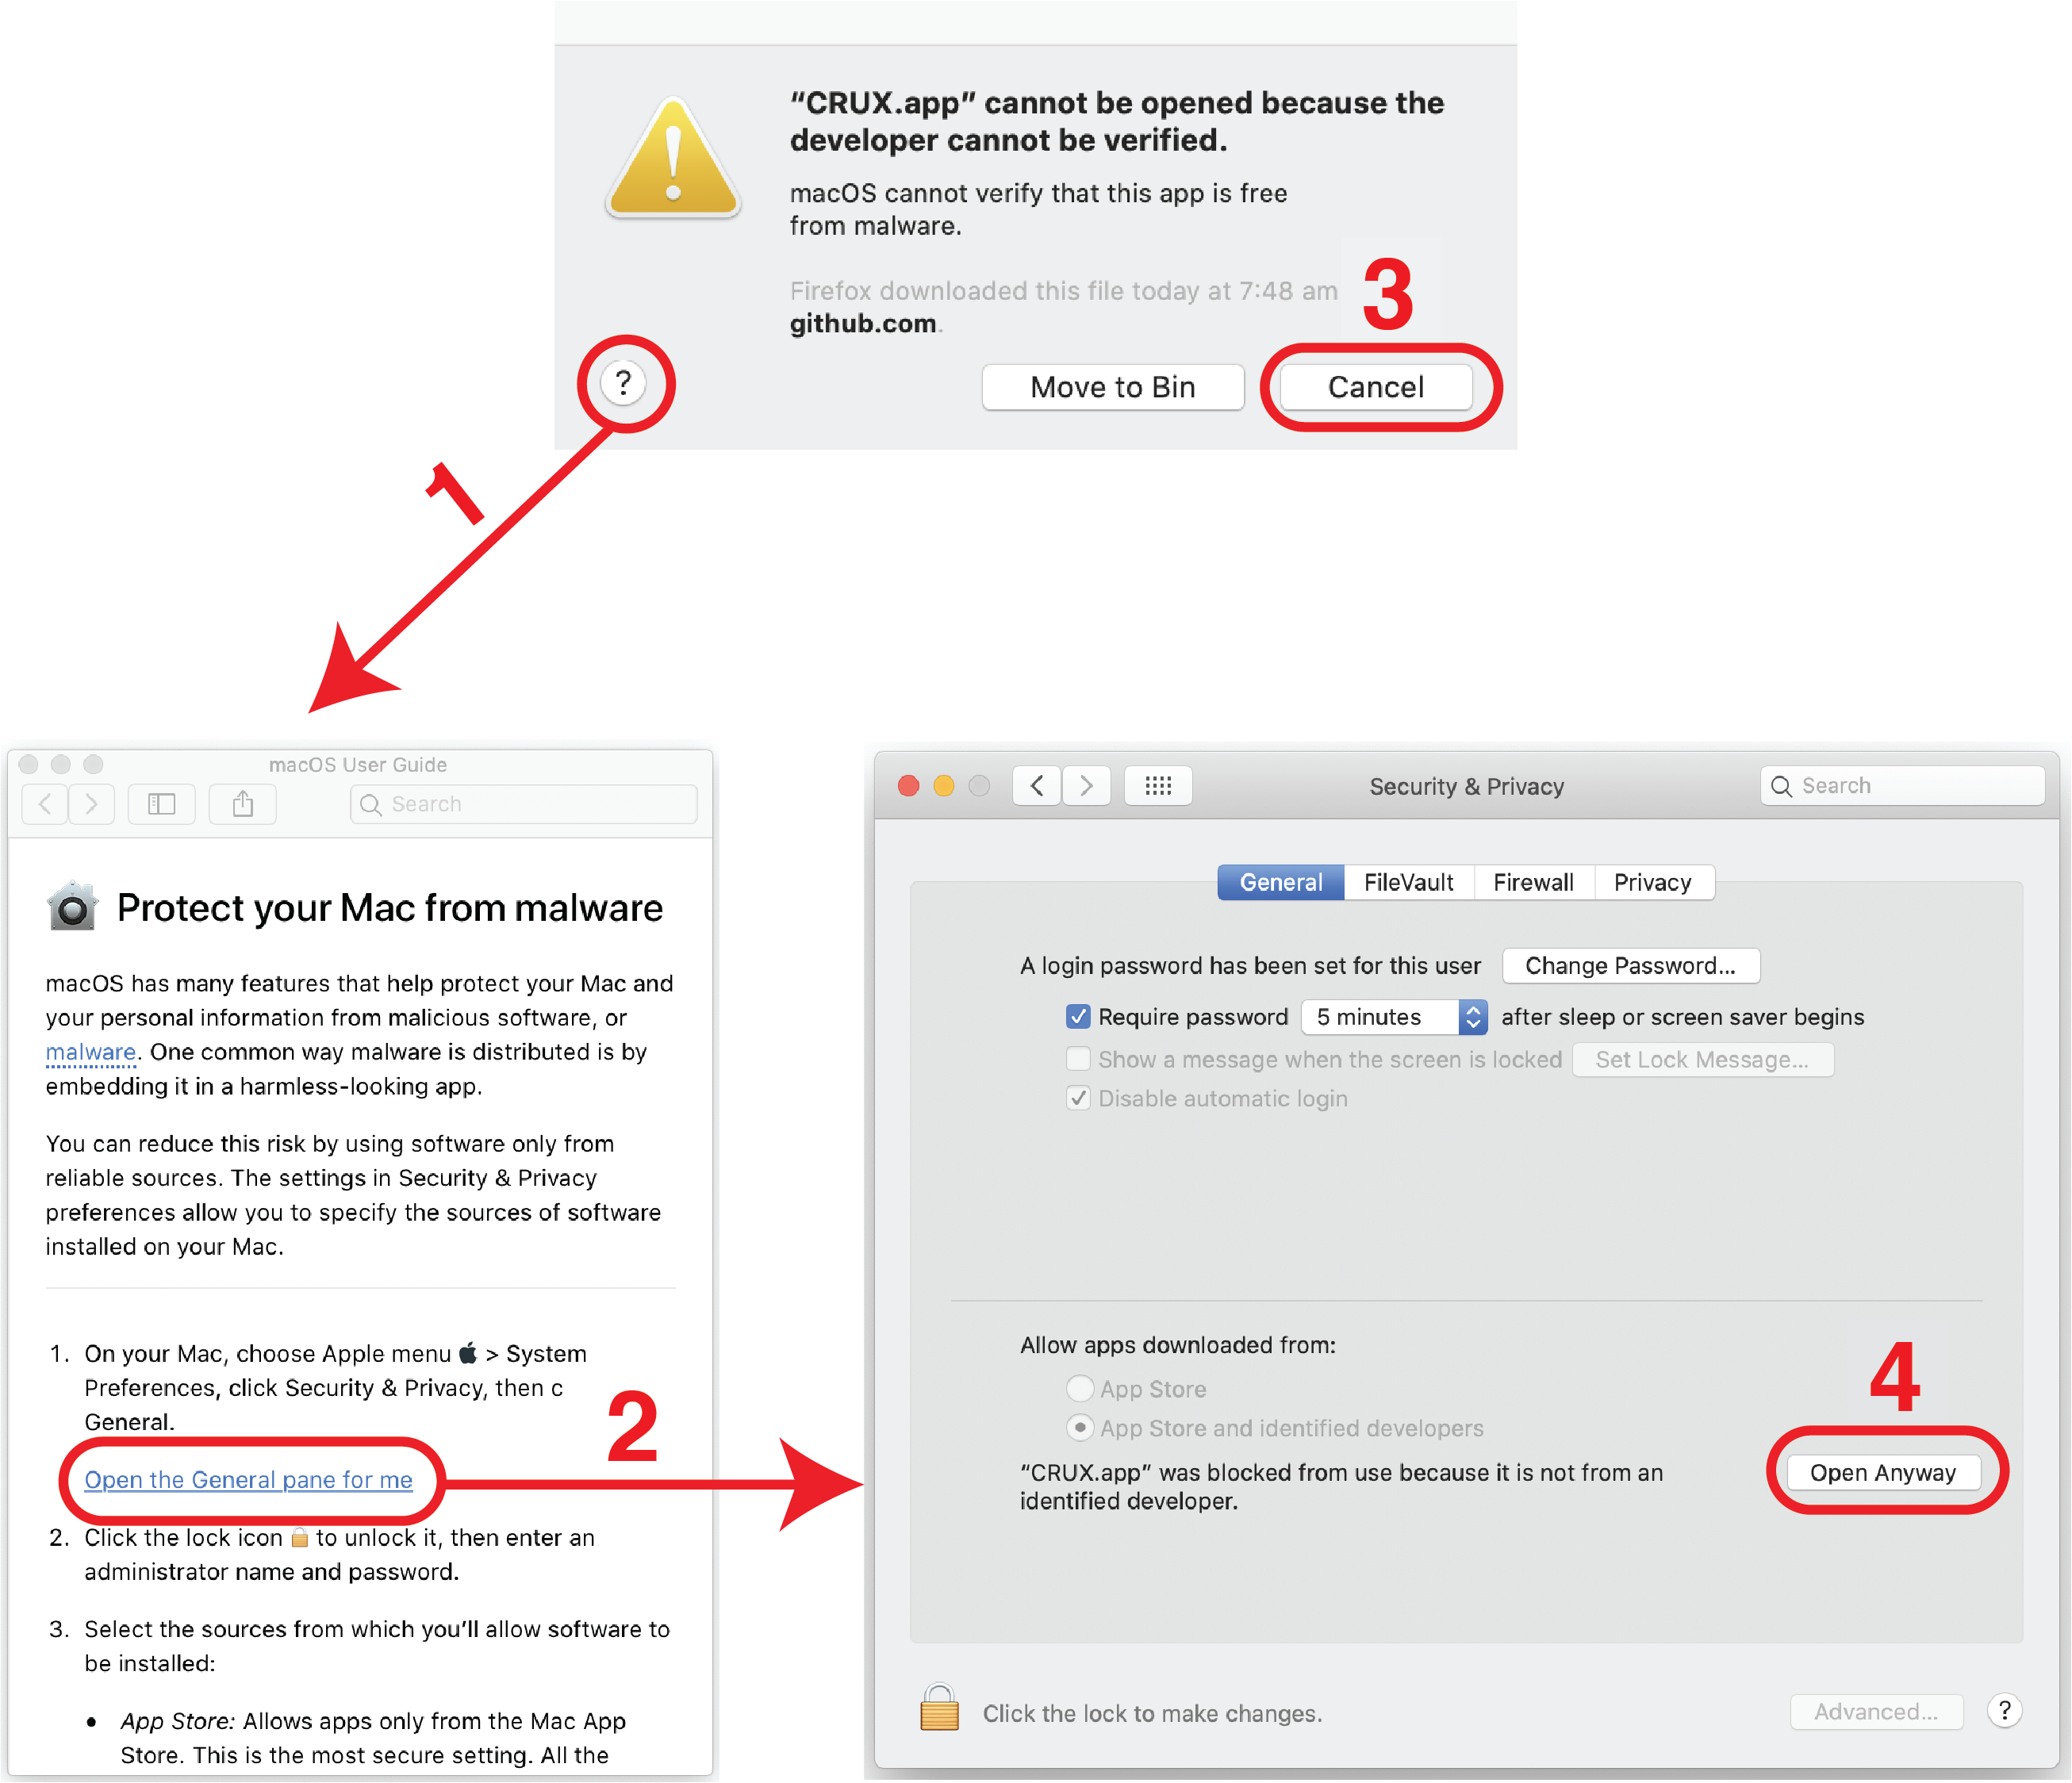 “CRUX.app” cannot be opened because the
developer cannot be verified.
macOS cannot verify that this app is free
from malware.
Firefox downloaded this file today at 7:48 am
github.com.
3
?
Move to Bin
Cancel
1
macOS User Guide
Search
Protect your Mac from malware
macOS has many features that help protect your Mac and
your personal information from malicious software, or
malware. One common way malware is distributed is by
embedding it in a harmless-looking app.
You can reduce this risk by using software only from
reliable sources. The settings in Security & Privacy
preferences allow you to specify the sources of software
installed on your Mac.
1. On your Mac, choose Apple menu > System
Preferences, click Security & Privacy, then c
General.
Open the General pane for me
2
2. Click the lock icon to unlock it, then enter an
administrator name and password.
3. Select the sources from which you’ll allow software to
be installed:
• App Store: Allows apps only from the Mac App
Store. This is the most secure setting. All the
Security & Privacy
Search
General
FileVault
Firewall
Privacy
A login password has been set for this user
Change Password...
Require password
5 minutes
after sleep or screen saver begins
Show a message when the screen is locked
Set Lock Message...
Disable automatic login
Allow apps downloaded from:
App Store
App Store and identified developers
4
“CRUX.app” was blocked from use because it is not from an
identified developer.
Open Anyway
Click the lock to make changes.
Advanced...
?